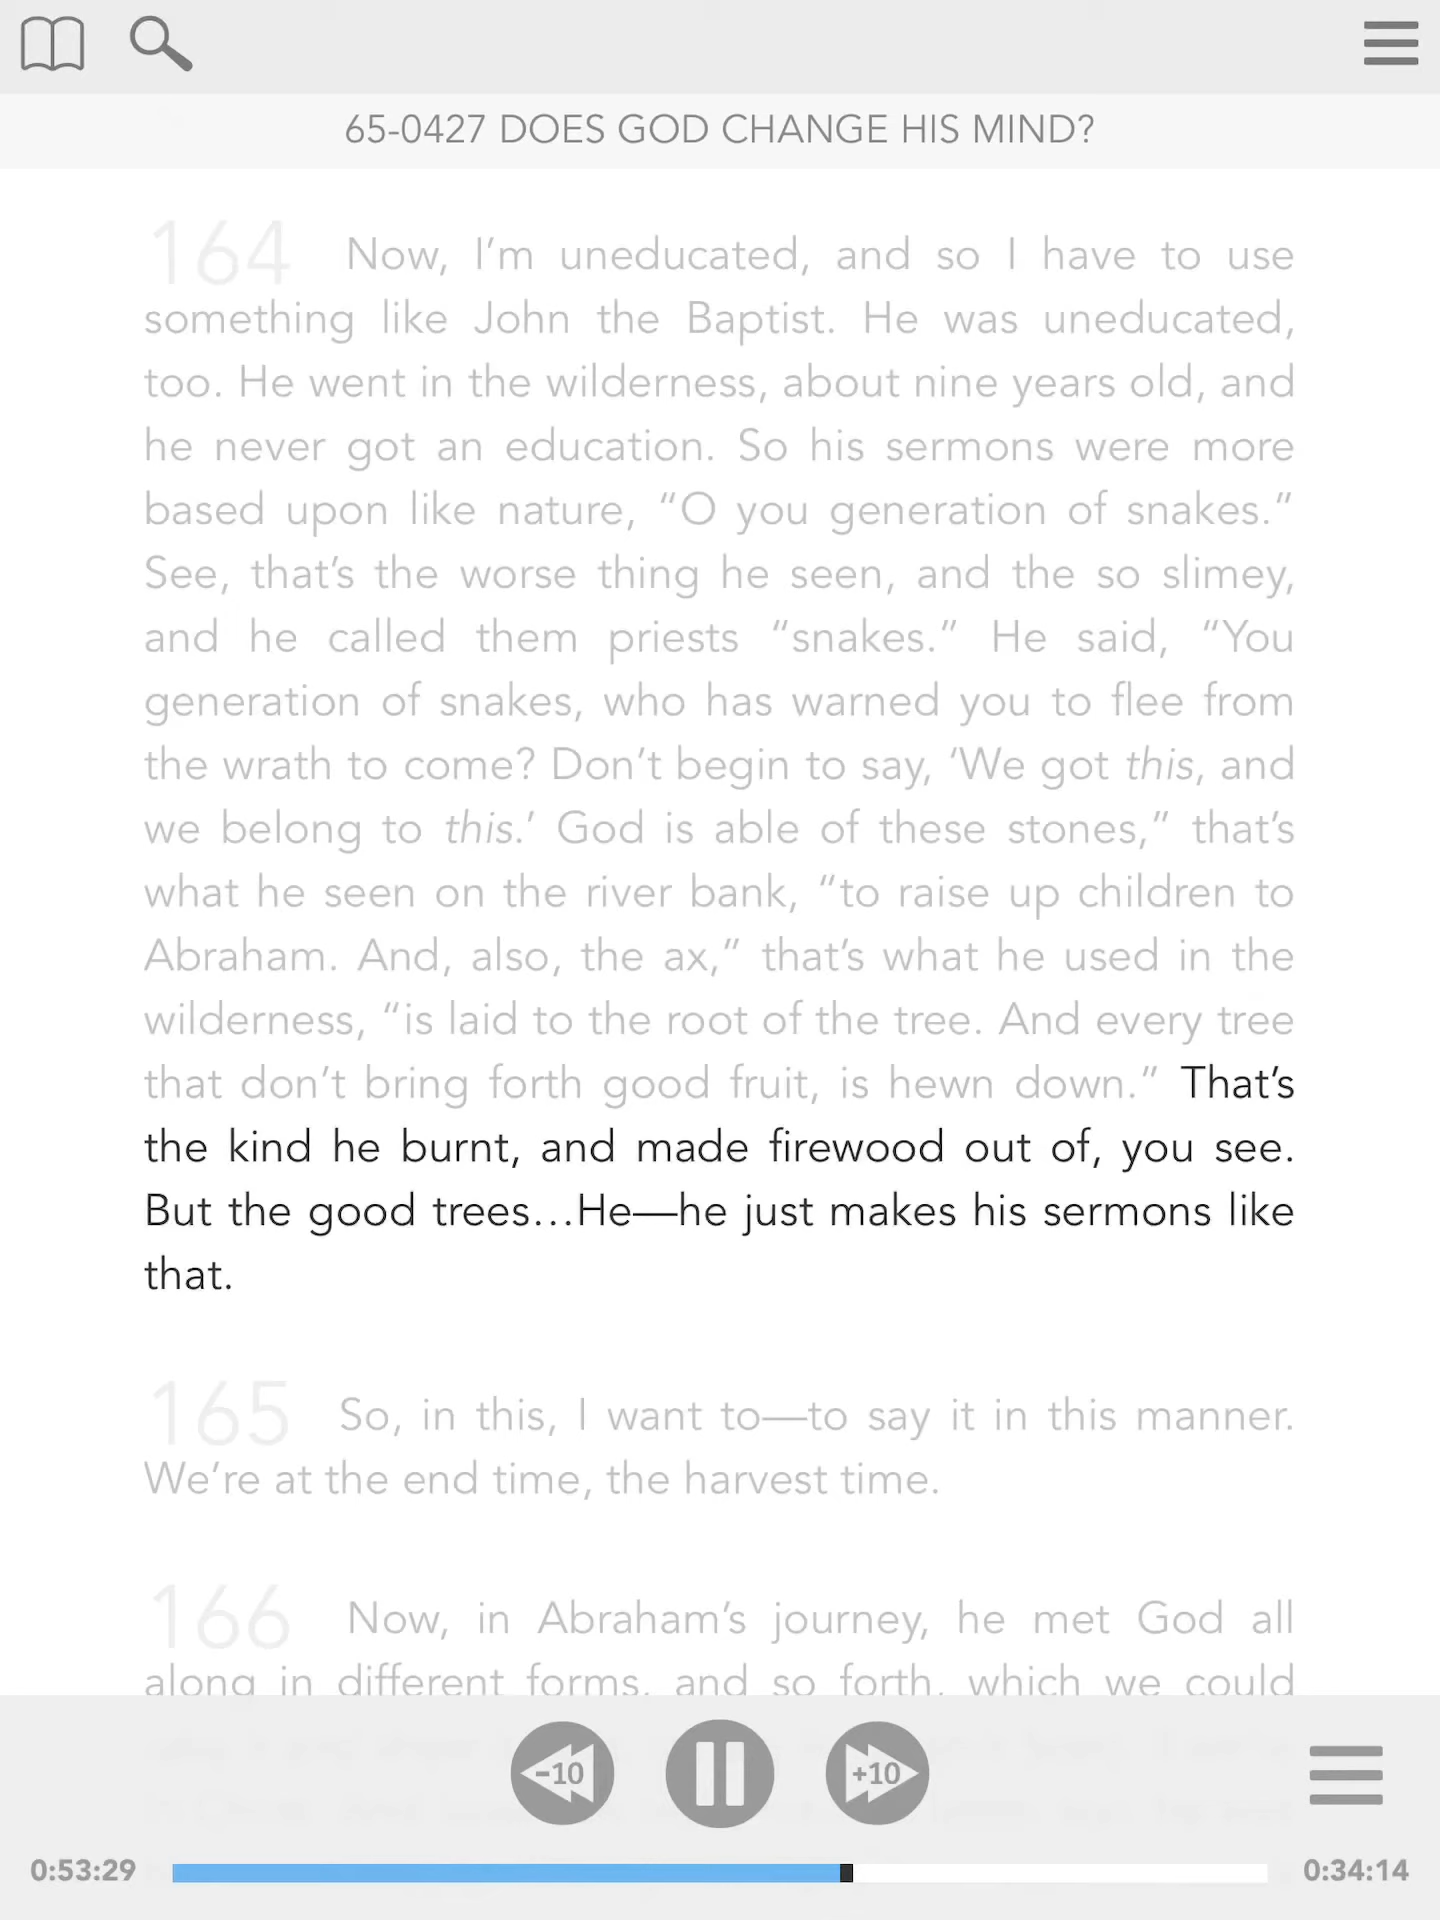 65-0427 DOES GOD CHANGE HIS MIND?
164 Now, I’m uneducated, and so I have to use
something like John the Baptist. He was uneducated,
too. He went in the wilderness, about nine years old, and
he never got an education. So his sermons were more
based upon like nature, “O you generation of snakes.”
See, that’s the worse thing he seen, and the so slimey,
and he called them priests “snakes.” He said, “You
generation of snakes, who has warned you to flee from
the wrath to come? Don’t begin to say, ‘We got this, and
we belong to this.’ God is able of these stones,” that’s
what he seen on the river bank, “to raise up children to
Abraham. And, also, the ax,” that’s what he used in the
wilderness, “is laid to the root of the tree. And every tree
that don’t bring forth good fruit, is hewn down.” That’s
the kind he burnt, and made firewood out of, you see.
But the good trees…He—he just makes his sermons like
that.
165 So, in this, I want to—to say it in this manner.
We’re at the end time, the harvest time.
166 Now, in Abraham’s journey, he met God all
along in different forms, and so forth, which we could
-10
+10
0:53:29
0:34:14